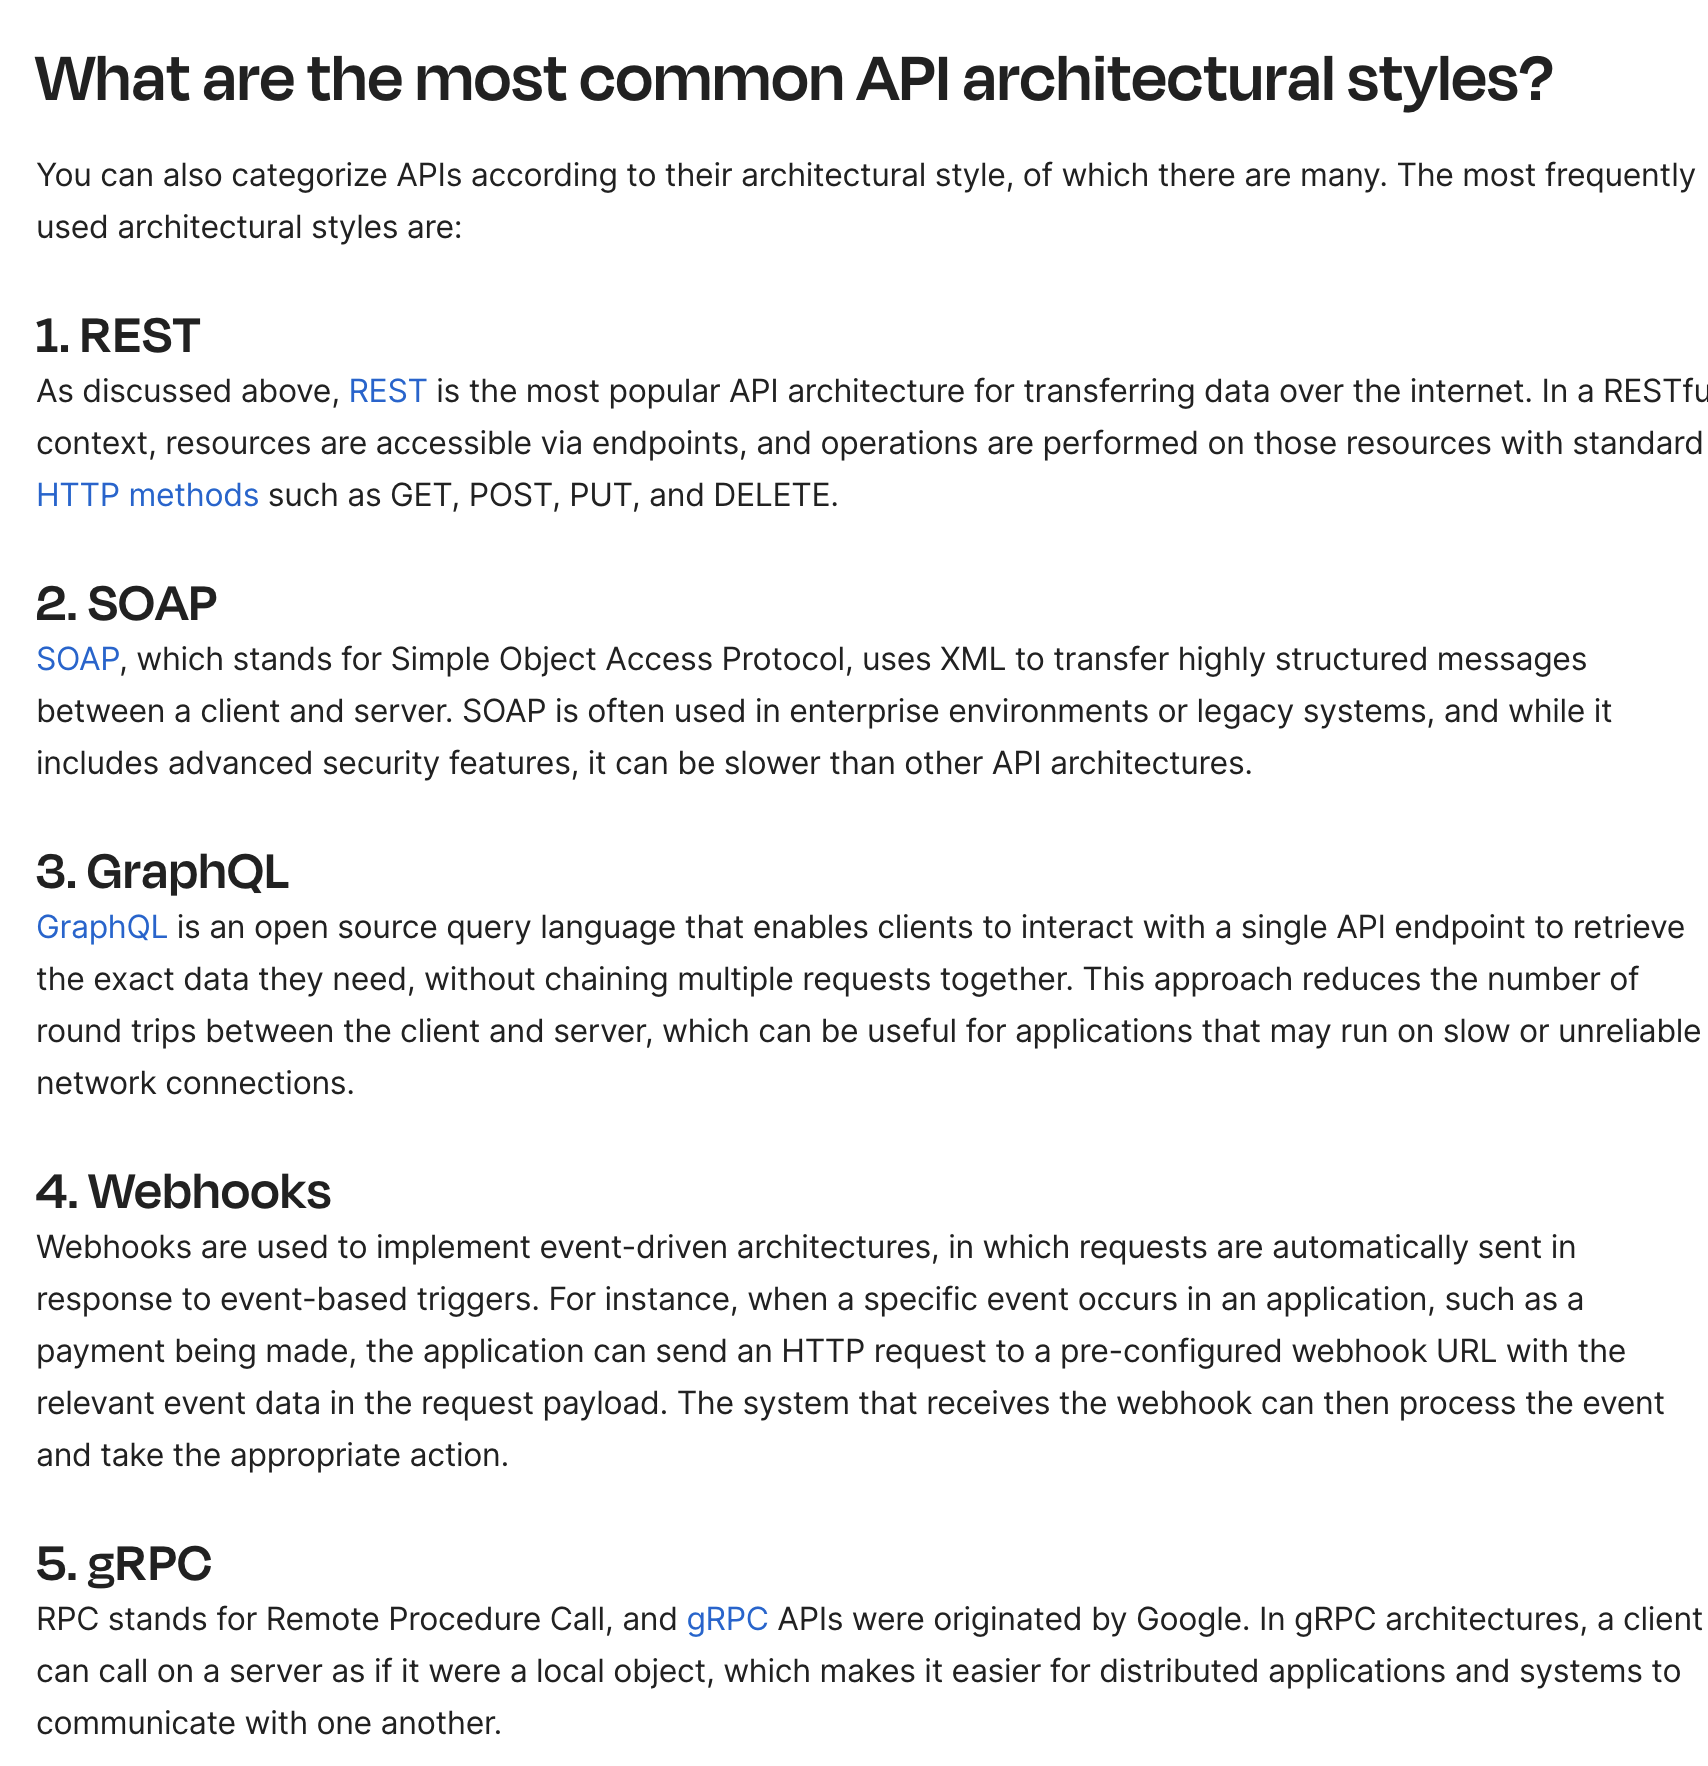 What are the most common API architectural styles?
You can also categorize APIs according to their architectural style, of which there are many. The most frequently
used architectural styles are:
1. REST
As discussed above, REST is the most popular API architecture for transferring data over the internet. In a RESTfu
context, resources are accessible via endpoints, and operations are performed on those resources with standard
HTTP methods such as GET, POST, PUT, and DELETE.
2. SOAP
SOAP, which stands for Simple Object Access Protocol, uses XML to transfer highly structured messages
between a client and server. SOAP is often used in enterprise environments or legacy systems, and while it
includes advanced security features, it can be slower than other API architectures.
3. GraphQL
GraphQL is an open source query language that enables clients to interact with a single API endpoint to retrieve
the exact data they need, without chaining multiple requests together. This approach reduces the number of
round trips between the client and server, which can be useful for applications that may run on slow or unreliable
network connections.
4. Webhooks
Webhooks are used to implement event-driven architectures, in which requests are automatically sent in
response to event-based triggers. For instance, when a specific event occurs in an application, such as a
payment being made, the application can send an HTTP request to a pre-configured webhook URL with the
relevant event data in the request payload. The system that receives the webhook can then process the event
and take the appropriate action.
5. gRPC
RPC stands for Remote Procedure Call, and gRPC APIs were originated by Google. In gRPC architectures, a client
can call on a server as if it were a local object, which makes it easier for distributed applications and systems to
communicate with one another.